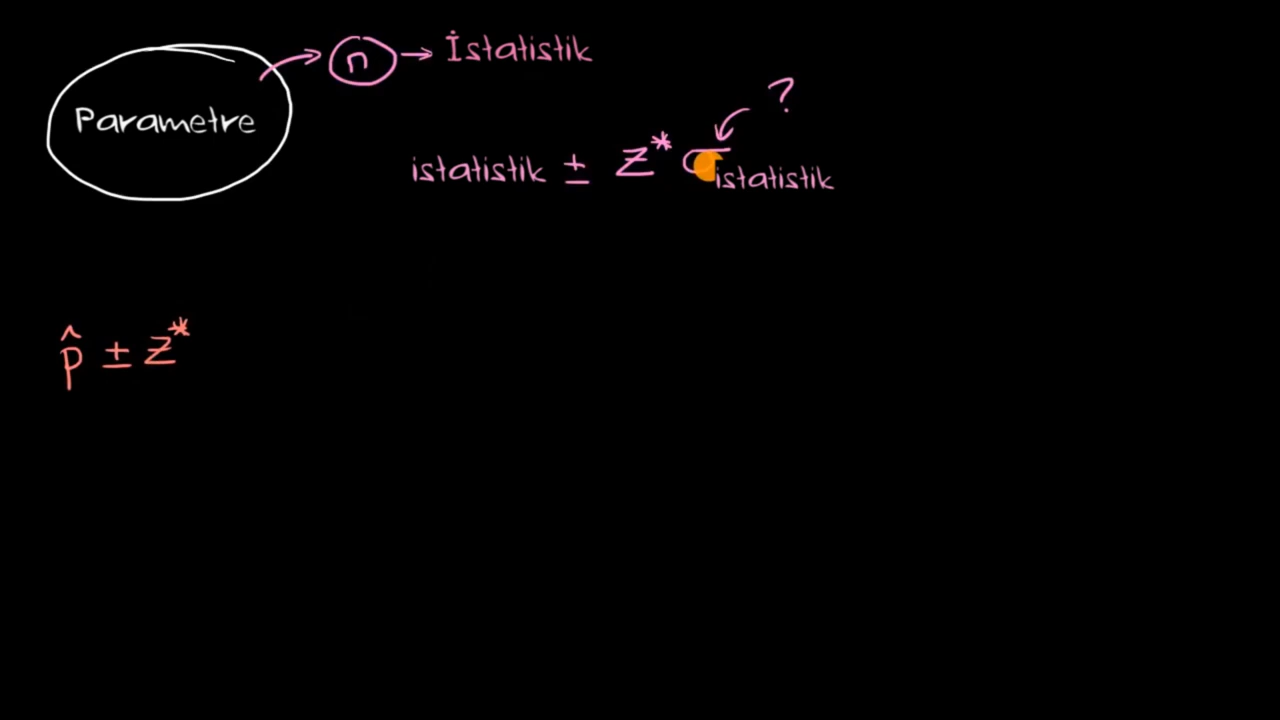 Parametre → n → İstatistik
?
istatistik ± z* σistatistik
p̂ ± z*